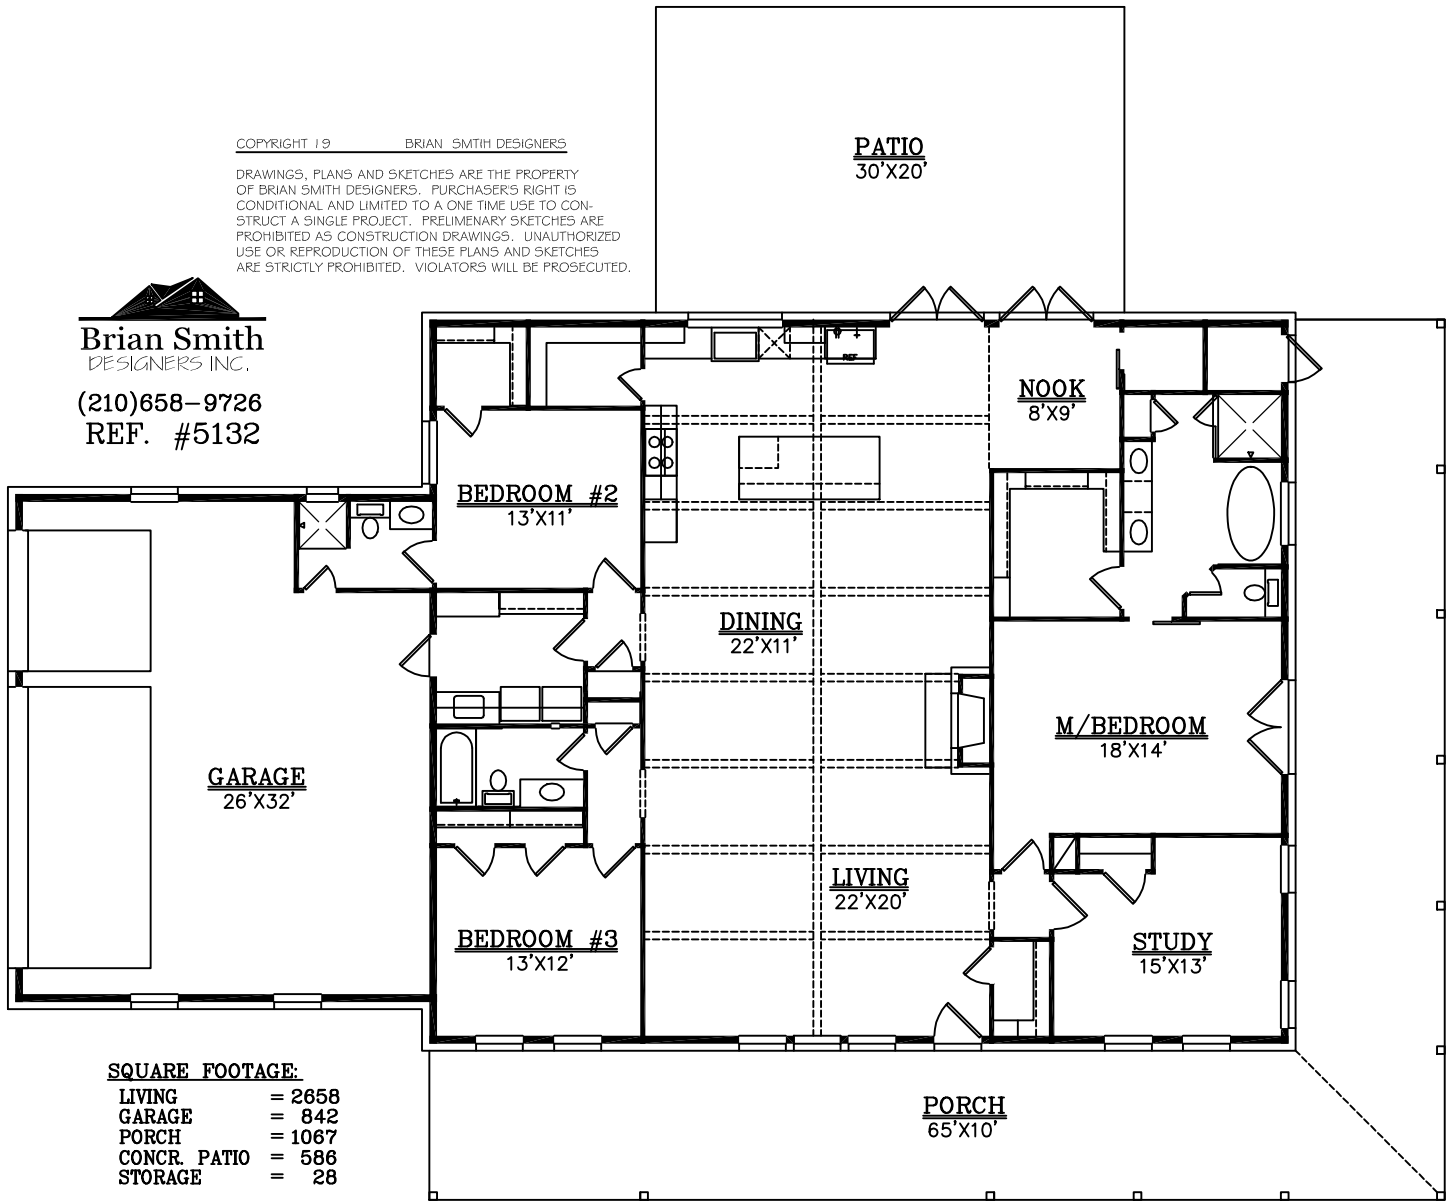 PATIO
30'X20'
COPYRIGHT 19 BRIAN SMTIH DESIGNERS
DRAWINGS, PLANS AND SKETCHES ARE THE PROPERTY
OF BRIAN SMITH DESIGNERS. PURCHASER'S RIGHT IS
CONDITIONAL AND LIMITED TO A ONE TIME USE TO CON-
STRUCT A SINGLE PROJECT. PRELIMENARY SKETCHES ARE
PROHIBITED AS CONSTRUCTION DRAWINGS. UNAUTHORIZED
USE OR REPRODUCTION OF THESE PLANS AND SKETCHES
ARE STRICTLY PROHIBITED. VIOLATORS WILL BE PROSECUTED.
Brian Smith
DESIGNERS INC.
(210)658-9726
REF. #5132
REF
NOOK
8'X9'
BEDROOM #2
13'X11'
DINING
22'X11'
M/BEDROOM
18'X14'
GARAGE
26'X32'
LIVING
22'X20'
BEDROOM #3
13'X12'
STUDY
15'X13'
PORCH
65'X10'
SQUARE FOOTAGE:
LIVING = 2658
GARAGE = 842
PORCH = 1067
CONCR. PATIO = 586
STORAGE = 28